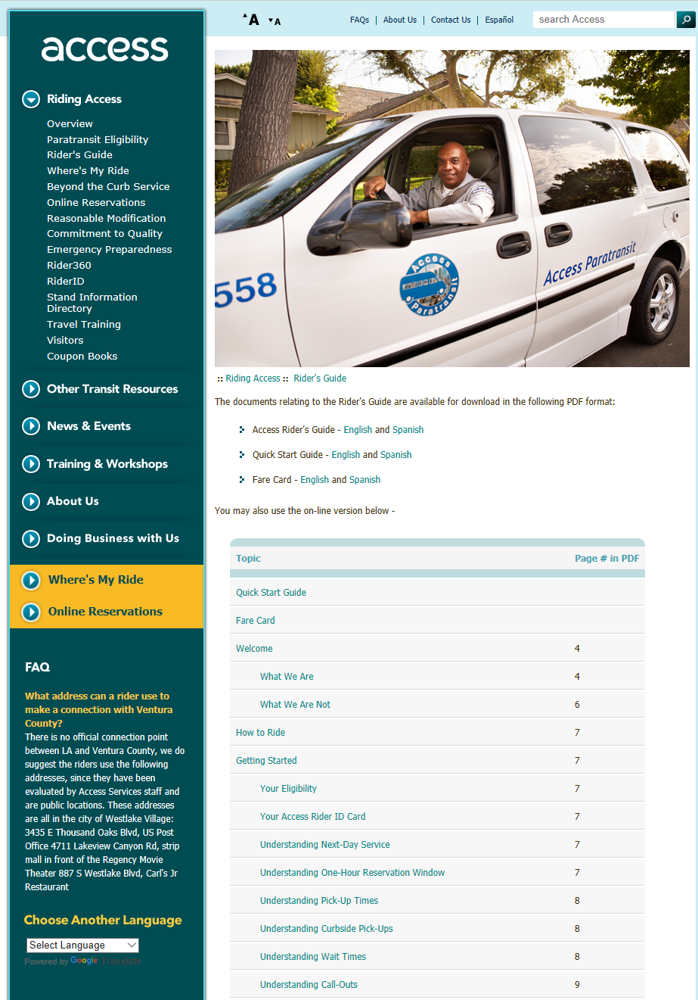 A A
FAQs | About Us | Contact Us | Español
search Access
access
Riding Access
Overview
Paratransit Eligibility
Rider's Guide
Where's My Ride
Beyond the Curb Service
Online Reservations
Reasonable Modification
Commitment to Quality
Emergency Preparedness
Rider360
RiderID
Stand Information
Directory
Travel Training
Visitors
Coupon Books
Other Transit Resources
News & Events
Training & Workshops
About Us
Doing Business with Us
Where's My Ride
Online Reservations
FAQ
What address can a rider use to
make a connection with Ventura
County?
There is no official connection point
between LA and Ventura County, we do
suggest the riders use the following
addresses, since they have been
evaluated by Access Services staff and
are public locations. These addresses
are all in the city of Westlake Village:
3435 E Thousand Oaks Blvd, US Post
Office 4711 Lakeview Canyon Rd, strip
mall in front of the Regency Movie
Theater 887 S Westlake Blvd, Carl's Jr
Restaurant
Choose Another Language
Select Language
Powered by Google Translate
558
Access
Paratransit
Access Paratransit
:: Riding Access :: Rider's Guide
The documents relating to the Rider's Guide are available for download in the following PDF format:
Access Rider's Guide - English and Spanish
Quick Start Guide - English and Spanish
Fare Card - English and Spanish
You may also use the on-line version below -
Topic Page # in PDF
Quick Start Guide
Fare Card
Welcome 4
What We Are 4
What We Are Not 6
How to Ride 7
Getting Started 7
Your Eligibility 7
Your Access Rider ID Card 7
Understanding Next-Day Service 7
Understanding One-Hour Reservation Window 7
Understanding Pick-Up Times 8
Understanding Curbside Pick-Ups 8
Understanding Wait Times 8
Understanding Call-Outs 9